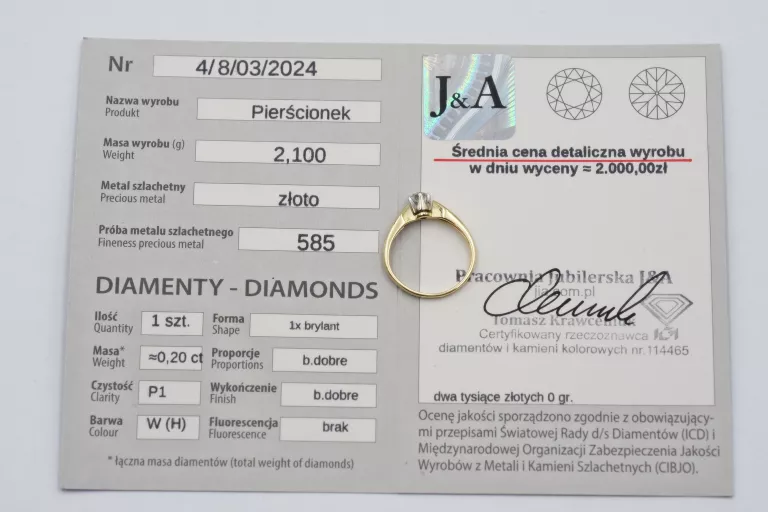 Nr 4/8/03/2024
Nazwa wyrobu
Produkt
Pierścionek
Masa wyrobu (g)
Weight
2,100
Metal szlachetny
Precious metal
złoto
Próba metalu szlachetnego
Fineness precious metal
585
DIAMENTY - DIAMONDS
Ilość
Quantity
1 szt.
Forma
Shape
1x brylant
Masa*
Weight
≈0,20 ct
Proporcje
Proportions
b.dobre
Czystość
Clarity
P1
Wykończenie
Finish
b.dobre
Barwa
Colour
W (H)
Fluorescencja
Fluorescence
brak
* łączna masa diamentów (total weight of diamonds)
J&A
Średnia cena detaliczna wyrobu
w dniu wyceny ≈ 2.000,00zł
Pracownia Jubilerska J&A
Tomasz
Certyfikowany rzeczoznawca
diamentów i kamieni kolorowych nr.114465
dwa tysiące złotych 0 gr.
Ocenę jakości sporządzono zgodnie z obowiązujący-
mi przepisami Światowej Rady d/s Diamentów (ICD) i
Międzynarodowej Organizacji Zabezpieczenia Jakości
Wyrobów z Metali i Kamieni Szlachetnych (CIBJO).